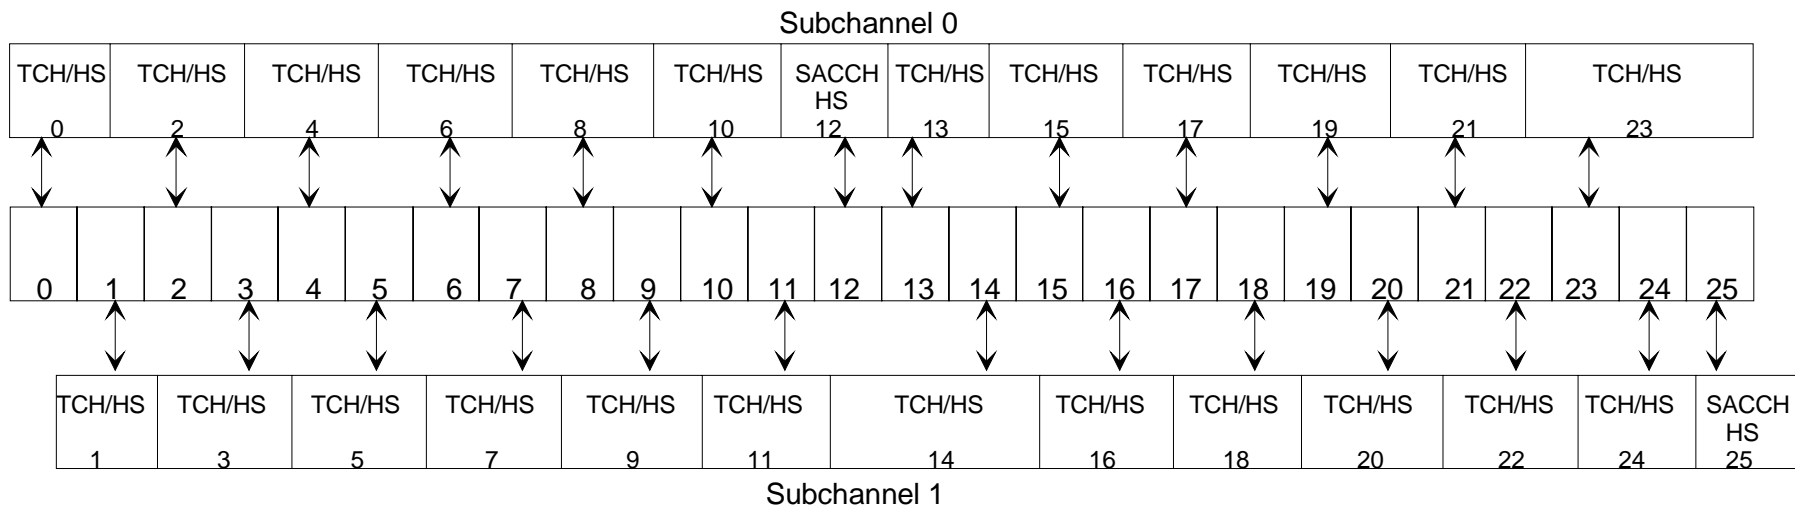 Subchannel 0
TCH/HS TCH/HS TCH/HS TCH/HS TCH/HS TCH/HS SACCH TCH/HS TCH/HS TCH/HS TCH/HS TCH/HS TCH/HS
HS
0 2 4 6 8 10 12 13 15 17 19 21 23
0 1 2 3 4 5 6 7 8 9 10 11 12 13 14 15 16 17 18 19 20 21 22 23 24 25
TCH/HS TCH/HS TCH/HS TCH/HS TCH/HS TCH/HS TCH/HS TCH/HS TCH/HS TCH/HS TCH/HS TCH/HS SACCH
HS
1 3 5 7 9 11 14 16 18 20 22 24 25
Subchannel 1